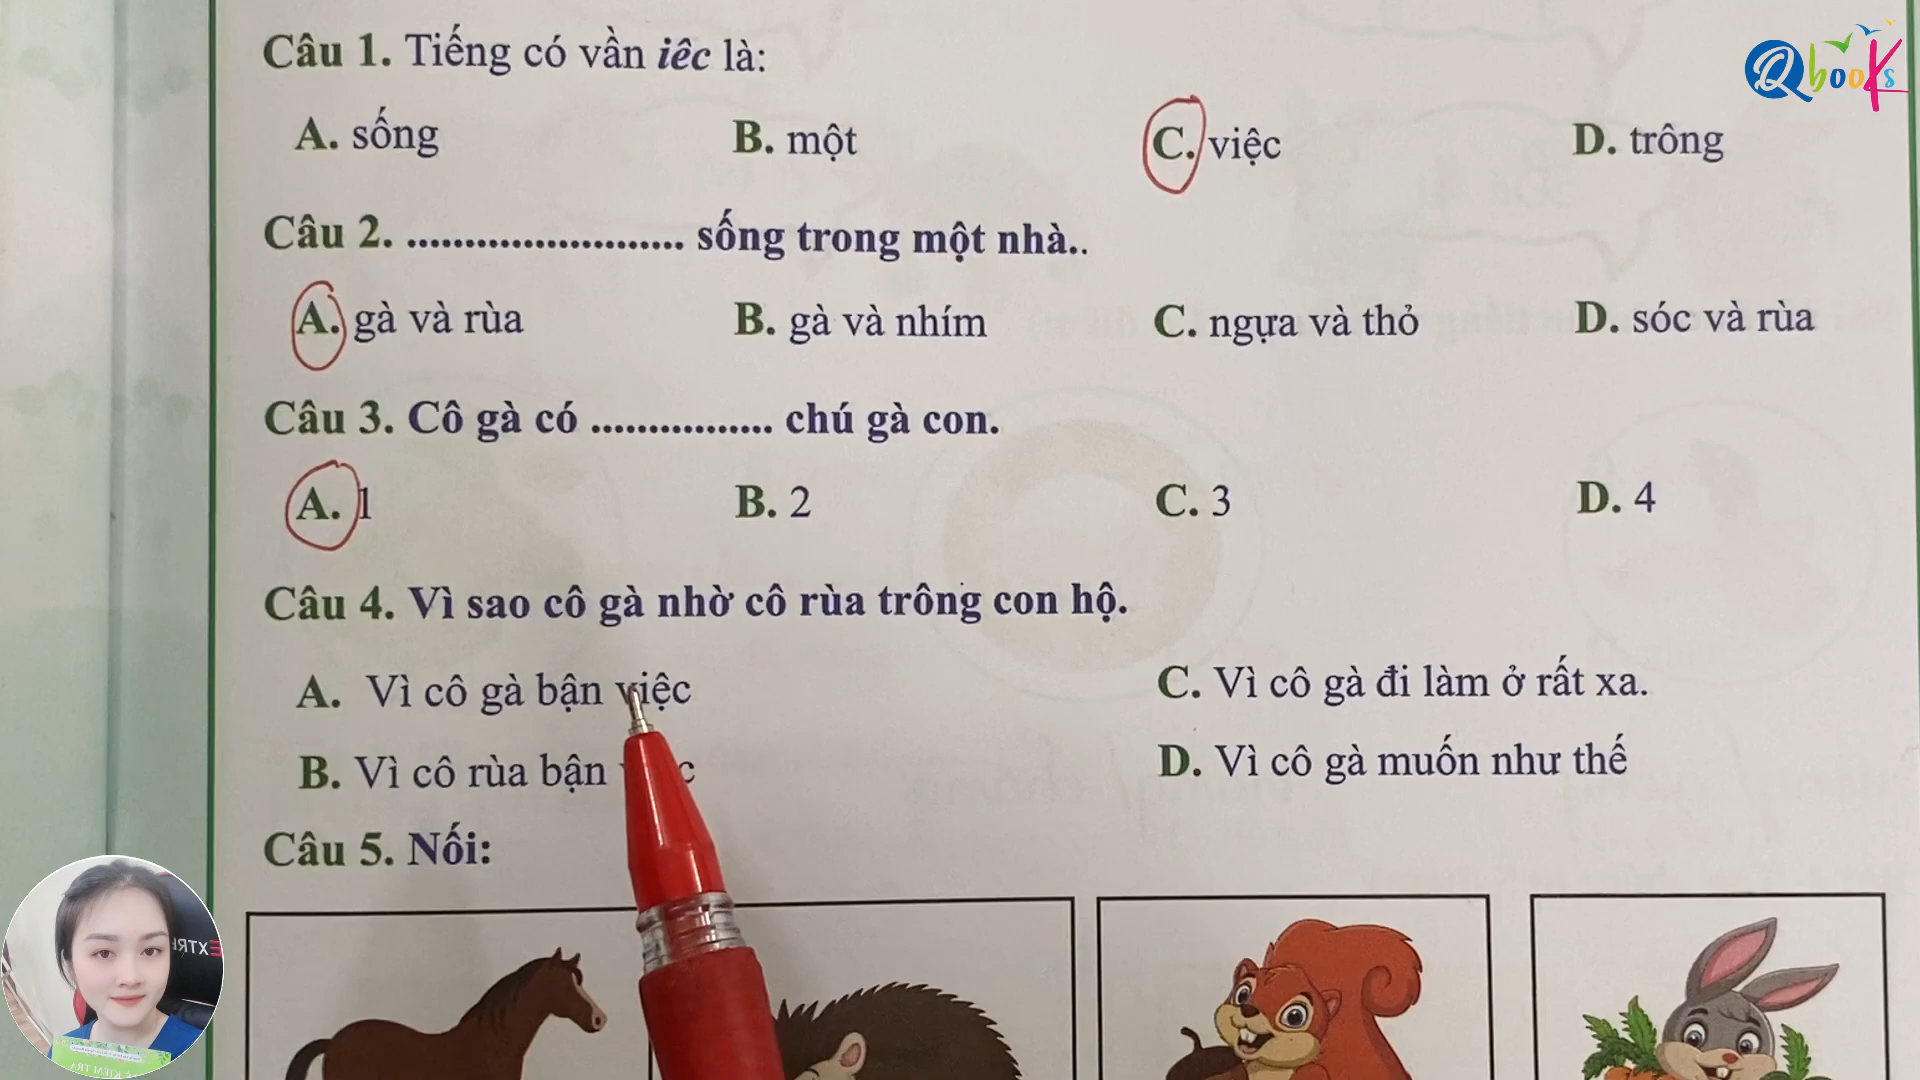 Qbooks
Câu 1. Tiếng có vần iêc là:
A. sống B. một C. việc D. trông
Câu 2. ........................ sống trong một nhà..
A. gà và rùa B. gà và nhím C. ngựa và thỏ D. sóc và rùa
Câu 3. Cô gà có ................ chú gà con.
A. 1 B. 2 C. 3 D. 4
Câu 4. Vì sao cô gà nhờ cô rùa trông con hộ.
A. Vì cô gà bận việc C. Vì cô gà đi làm ở rất xa.
B. Vì cô rùa bận D. Vì cô gà muốn như thế
Câu 5. Nối: